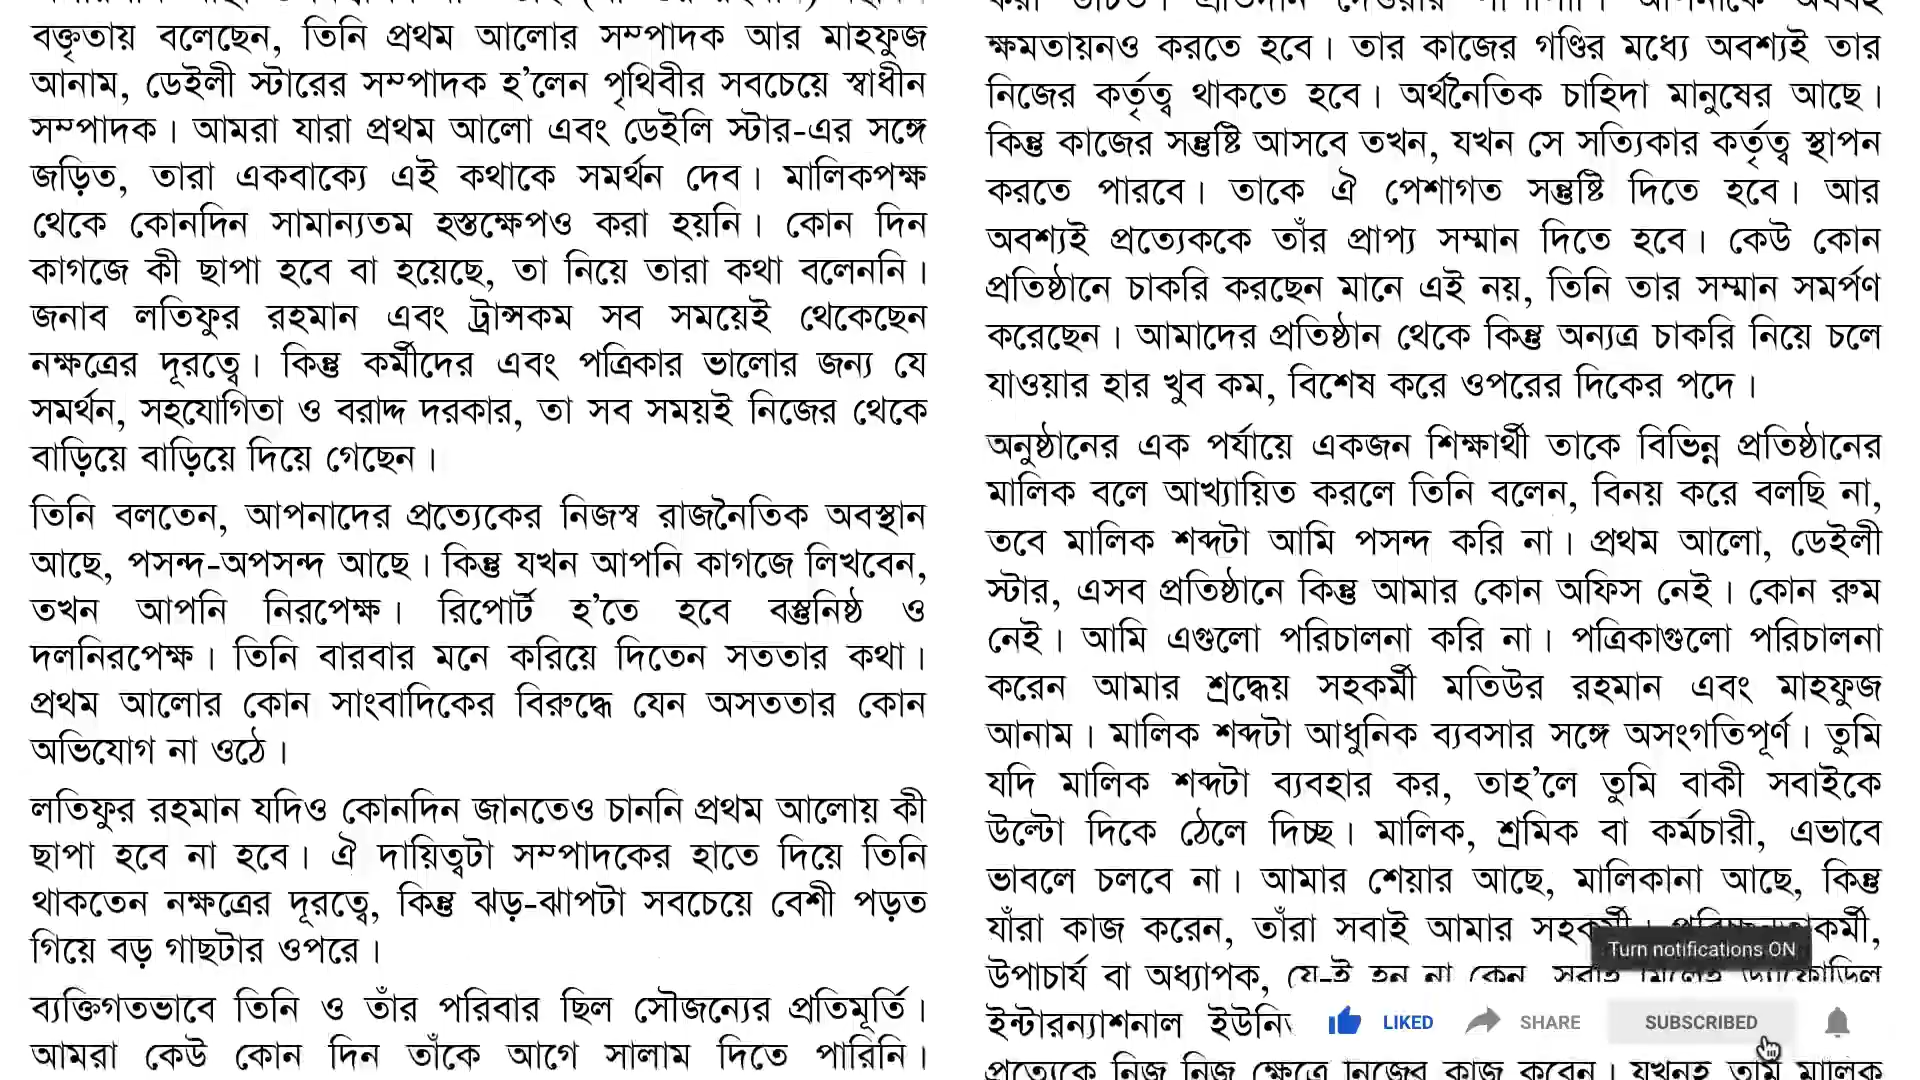 বক্তৃতায় বলেছেন, তিনি প্রথম আলোর সম্পাদক আর মাহফুজ
আনাম, ডেইলী স্টারের সম্পাদক হ'লেন পৃথিবীর সবচেয়ে স্বাধীন
সম্পাদক। আমরা যারা প্রথম আলো এবং ডেইলি স্টার-এর সঙ্গে
জড়িত, তারা একবাক্যে এই কথাকে সমর্থন দেব। মালিকপক্ষ
থেকে কোনদিন সামান্যতম হস্তক্ষেপও করা হয়নি। কোন দিন
কাগজে কী ছাপা হবে বা হয়েছে, তা নিয়ে তারা কথা বলেননি।
জনাব লতিফুর রহমান এবং ট্রান্সকম সব সময়েই থেকেছেন
নক্ষত্রের দূরত্বে। কিন্তু কর্মীদের এবং পত্রিকার ভালোর জন্য যে
সমর্থন, সহযোগিতা ও বরাদ্দ দরকার, তা সব সময়ই নিজের থেকে
বাড়িয়ে বাড়িয়ে দিয়ে গেছেন।
তিনি বলতেন, আপনাদের প্রত্যেকের নিজস্ব রাজনৈতিক অবস্থান
আছে, পসন্দ-অপসন্দ আছে। কিন্তু যখন আপনি কাগজে লিখবেন,
তখন আপনি নিরপেক্ষ। রিপোর্ট হ'তে হবে বস্তুনিষ্ঠ ও
দলনিরপেক্ষ। তিনি বারবার মনে করিয়ে দিতেন সততার কথা।
প্রথম আলোর কোন সাংবাদিকের বিরুদ্ধে যেন অসততার কোন
অভিযোগ না ওঠে।
লতিফুর রহমান যদিও কোনদিন জানতেও চাননি প্রথম আলোয় কী
ছাপা হবে না হবে। ঐ দায়িত্বটা সম্পাদকের হাতে দিয়ে তিনি
থাকতেন নক্ষত্রের দূরত্বে, কিন্তু ঝড়-ঝাপটা সবচেয়ে বেশী পড়ত
গিয়ে বড় গাছটার ওপরে।
ব্যক্তিগতভাবে তিনি ও তাঁর পরিবার ছিল সৌজন্যের প্রতিমূর্তি।
আমরা কেউ কোন দিন তাঁকে আগে সালাম দিতে পারিনি।
ক্ষমতায়নও করতে হবে। তার কাজের গণ্ডির মধ্যে অবশ্যই তার
নিজের কর্তৃত্ব থাকতে হবে। অর্থনৈতিক চাহিদা মানুষের আছে।
কিন্তু কাজের সন্তুষ্টি আসবে তখন, যখন সে সত্যিকার কর্তৃত্ব স্থাপন
করতে পারবে। তাকে ঐ পেশাগত সন্তুষ্টি দিতে হবে। আর
অবশ্যই প্রত্যেককে তাঁর প্রাপ্য সম্মান দিতে হবে। কেউ কোন
প্রতিষ্ঠানে চাকরি করছেন মানে এই নয়, তিনি তার সম্মান সমর্পণ
করেছেন। আমাদের প্রতিষ্ঠান থেকে কিন্তু অন্যত্র চাকরি নিয়ে চলে
যাওয়ার হার খুব কম, বিশেষ করে ওপরের দিকের পদে।
অনুষ্ঠানের এক পর্যায়ে একজন শিক্ষার্থী তাকে বিভিন্ন প্রতিষ্ঠানের
মালিক বলে আখ্যায়িত করলে তিনি বলেন, বিনয় করে বলছি না,
তবে মালিক শব্দটা আমি পসন্দ করি না। প্রথম আলো, ডেইলী
স্টার, এসব প্রতিষ্ঠানে কিন্তু আমার কোন অফিস নেই। কোন রুম
নেই। আমি এগুলো পরিচালনা করি না। পত্রিকাগুলো পরিচালনা
করেন আমার শ্রদ্ধেয় সহকর্মী মতিউর রহমান এবং মাহফুজ
আনাম। মালিক শব্দটা আধুনিক ব্যবসার সঙ্গে অসংগতিপূর্ণ। তুমি
যদি মালিক শব্দটা ব্যবহার কর, তাহ'লে তুমি বাকী সবাইকে
উল্টো দিকে ঠেলে দিচ্ছ। মালিক, শ্রমিক বা কর্মচারী, এভাবে
ভাবলে চলবে না। আমার শেয়ার আছে, মালিকানা আছে, কিন্তু
যাঁরা কাজ করেন, তাঁরা সবাই আমার সহকর্মী।
উপাচার্য বা অধ্যাপক, যে-ই হন না কেন,
ইন্টারন্যাশনাল
প্রত্যেকে নিজ নিজ ক্ষেত্রে নিজের কাজ করেন। যখনই তুমি মালিক
Turn notifications ON
LIKED SHARE SUBSCRIBED